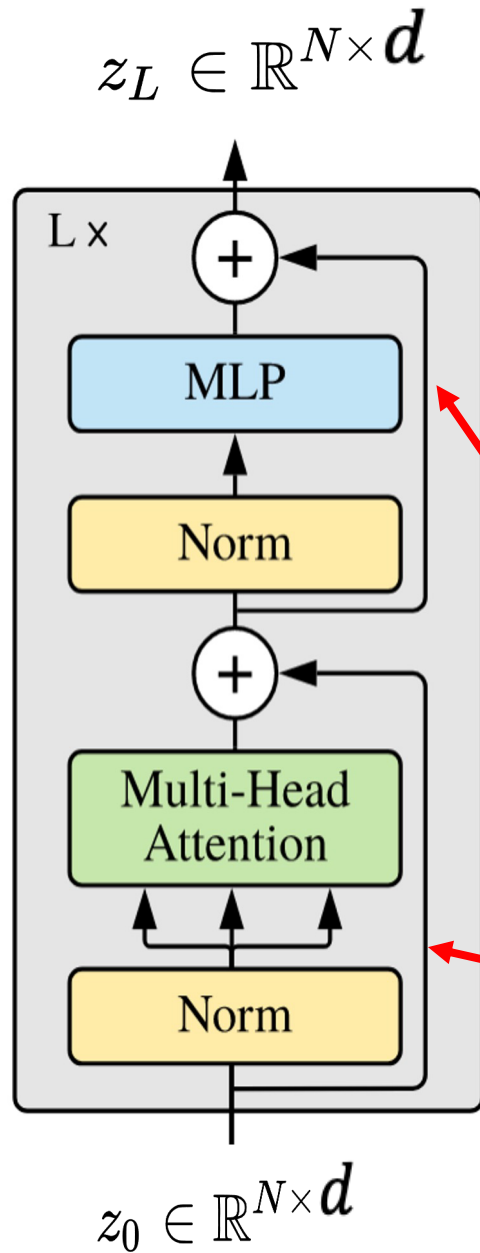 z_L ∈ ℝ^{N×d}
L ×
+
MLP
Norm
+
Multi-Head
Attention
Norm
z_0 ∈ ℝ^{N×d}